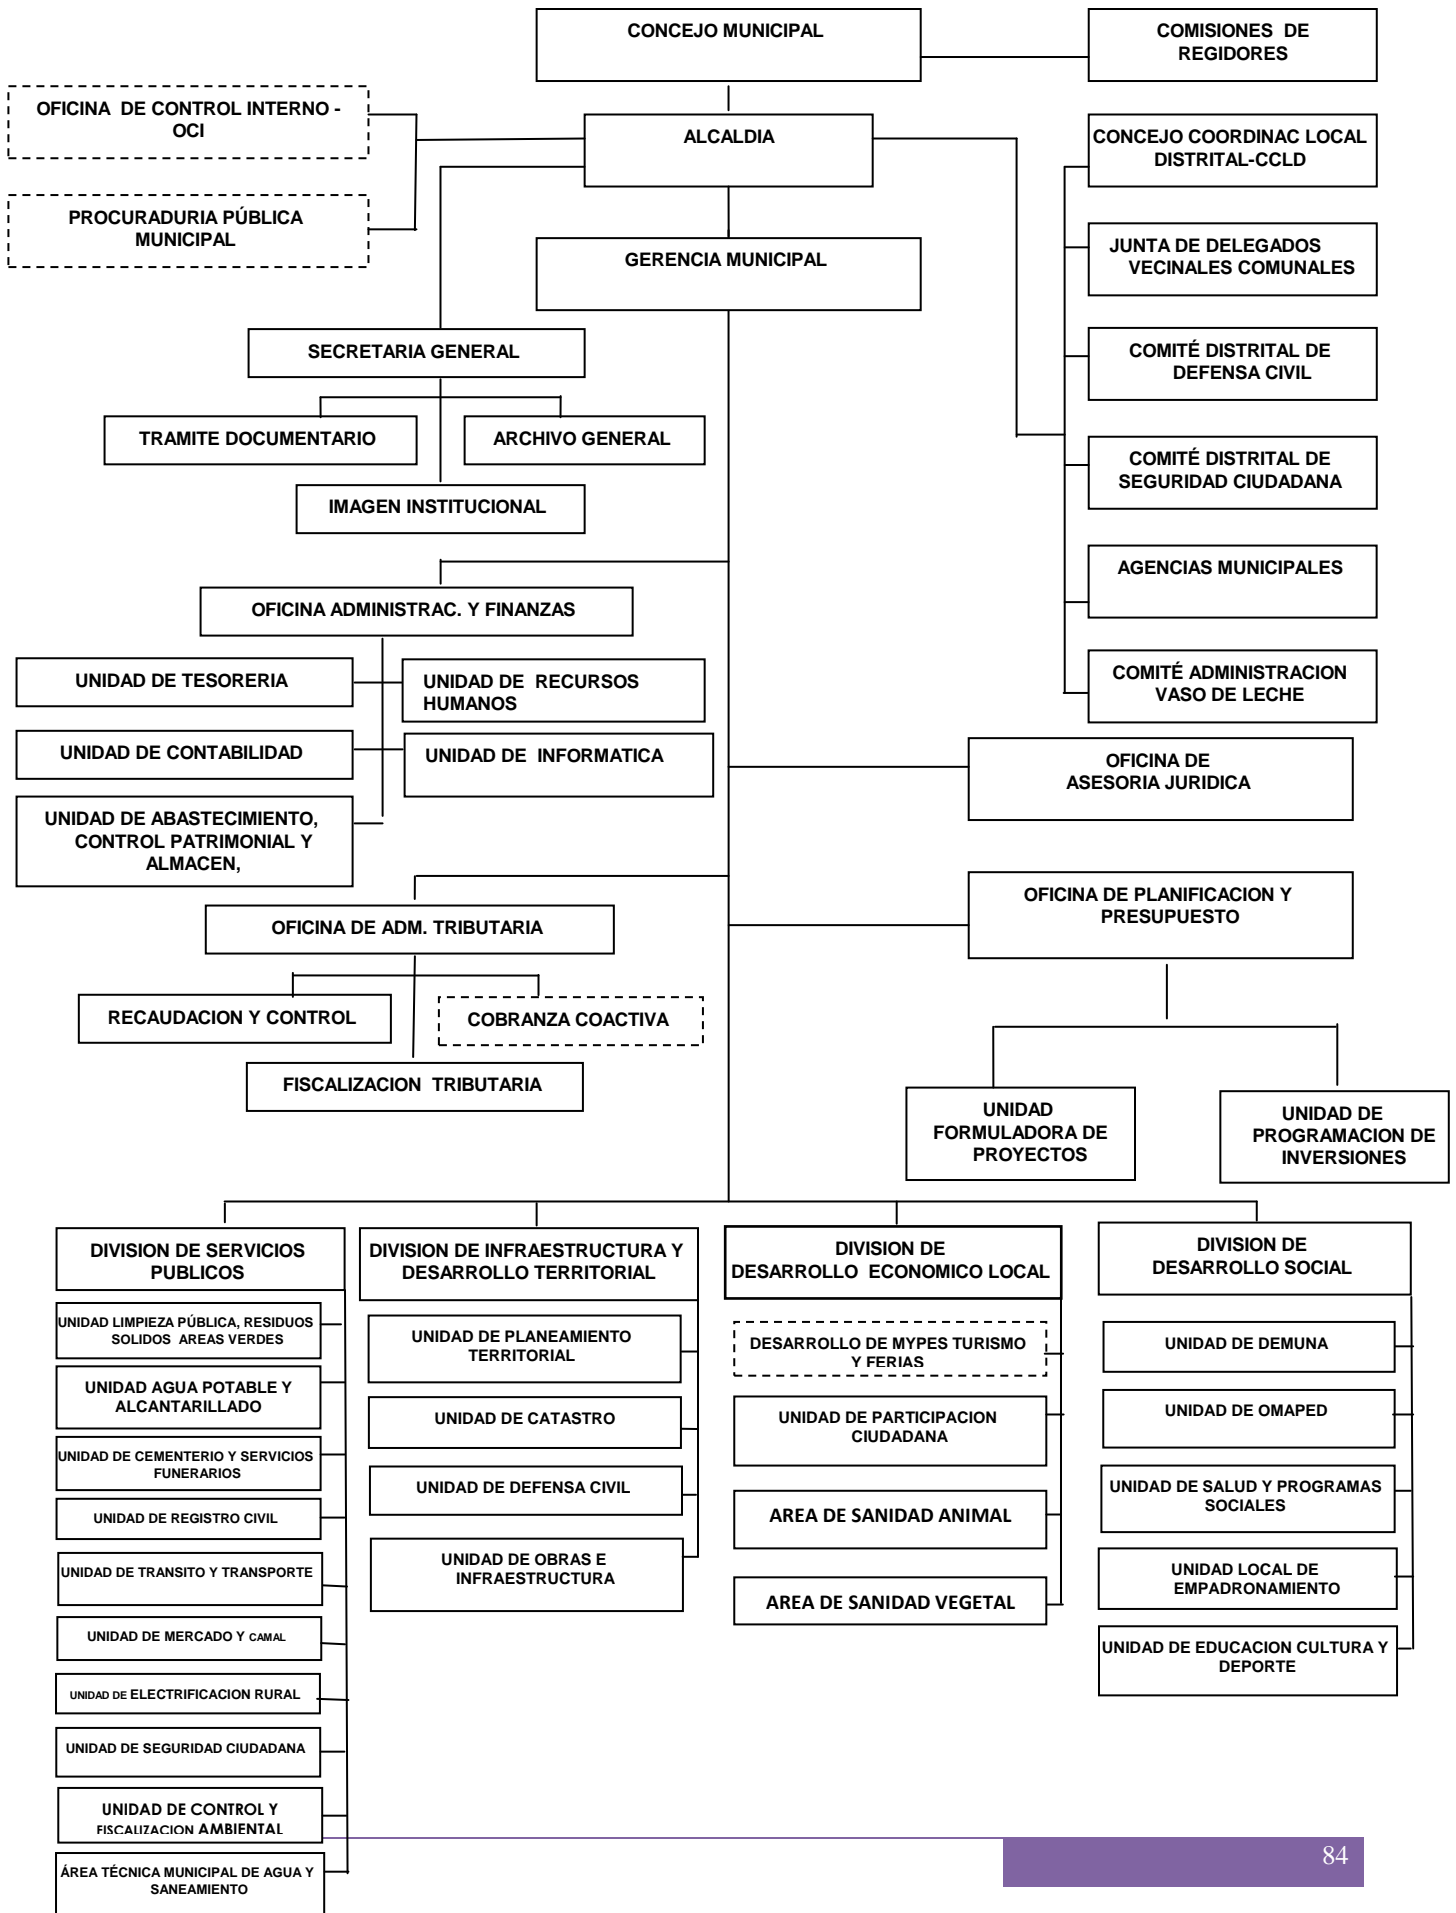 CONCEJO MUNICIPAL
COMISIONES DE
REGIDORES
OFICINA DE CONTROL INTERNO -
OCI
ALCALDIA
CONCEJO COORDINAC LOCAL
DISTRITAL-CCLD
PROCURADURIA PÚBLICA
MUNICIPAL
GERENCIA MUNICIPAL
JUNTA DE DELEGADOS
VECINALES COMUNALES
SECRETARIA GENERAL
COMITÉ DISTRITAL DE
DEFENSA CIVIL
TRAMITE DOCUMENTARIO
ARCHIVO GENERAL
COMITÉ DISTRITAL DE
SEGURIDAD CIUDADANA
IMAGEN INSTITUCIONAL
AGENCIAS MUNICIPALES
OFICINA ADMINISTRAC. Y FINANZAS
UNIDAD DE TESORERIA
UNIDAD DE RECURSOS
HUMANOS
COMITÉ ADMINISTRACION
VASO DE LECHE
UNIDAD DE CONTABILIDAD
UNIDAD DE INFORMATICA
OFICINA DE
ASESORIA JURIDICA
UNIDAD DE ABASTECIMIENTO,
CONTROL PATRIMONIAL Y
ALMACEN,
OFICINA DE PLANIFICACION Y
PRESUPUESTO
OFICINA DE ADM. TRIBUTARIA
RECAUDACION Y CONTROL
COBRANZA COACTIVA
FISCALIZACION TRIBUTARIA
UNIDAD
FORMULADORA DE
PROYECTOS
UNIDAD DE
PROGRAMACION DE
INVERSIONES
DIVISION DE SERVICIOS
PUBLICOS
DIVISION DE INFRAESTRUCTURA Y
DESARROLLO TERRITORIAL
DIVISION DE
DESARROLLO ECONOMICO LOCAL
DIVISION DE
DESARROLLO SOCIAL
UNIDAD LIMPIEZA PÚBLICA, RESIDUOS
SOLIDOS AREAS VERDES
UNIDAD AGUA POTABLE Y
ALCANTARILLADO
UNIDAD DE CEMENTERIO Y SERVICIOS
FUNERARIOS
UNIDAD DE REGISTRO CIVIL
UNIDAD DE TRANSITO Y TRANSPORTE
UNIDAD DE MERCADO Y CAMAL
UNIDAD DE ELECTRIFICACION RURAL
UNIDAD DE SEGURIDAD CIUDADANA
UNIDAD DE CONTROL Y
FISCALIZACION AMBIENTAL
ÁREA TÉCNICA MUNICIPAL DE AGUA Y
SANEAMIENTO
UNIDAD DE PLANEAMIENTO
TERRITORIAL
UNIDAD DE CATASTRO
UNIDAD DE DEFENSA CIVIL
UNIDAD DE OBRAS E
INFRAESTRUCTURA
DESARROLLO DE MYPES TURISMO
Y FERIAS
UNIDAD DE PARTICIPACION
CIUDADANA
AREA DE SANIDAD ANIMAL
AREA DE SANIDAD VEGETAL
UNIDAD DE DEMUNA
UNIDAD DE OMAPED
UNIDAD DE SALUD Y PROGRAMAS
SOCIALES
UNIDAD LOCAL DE
EMPADRONAMIENTO
UNIDAD DE EDUCACION CULTURA Y
DEPORTE
84